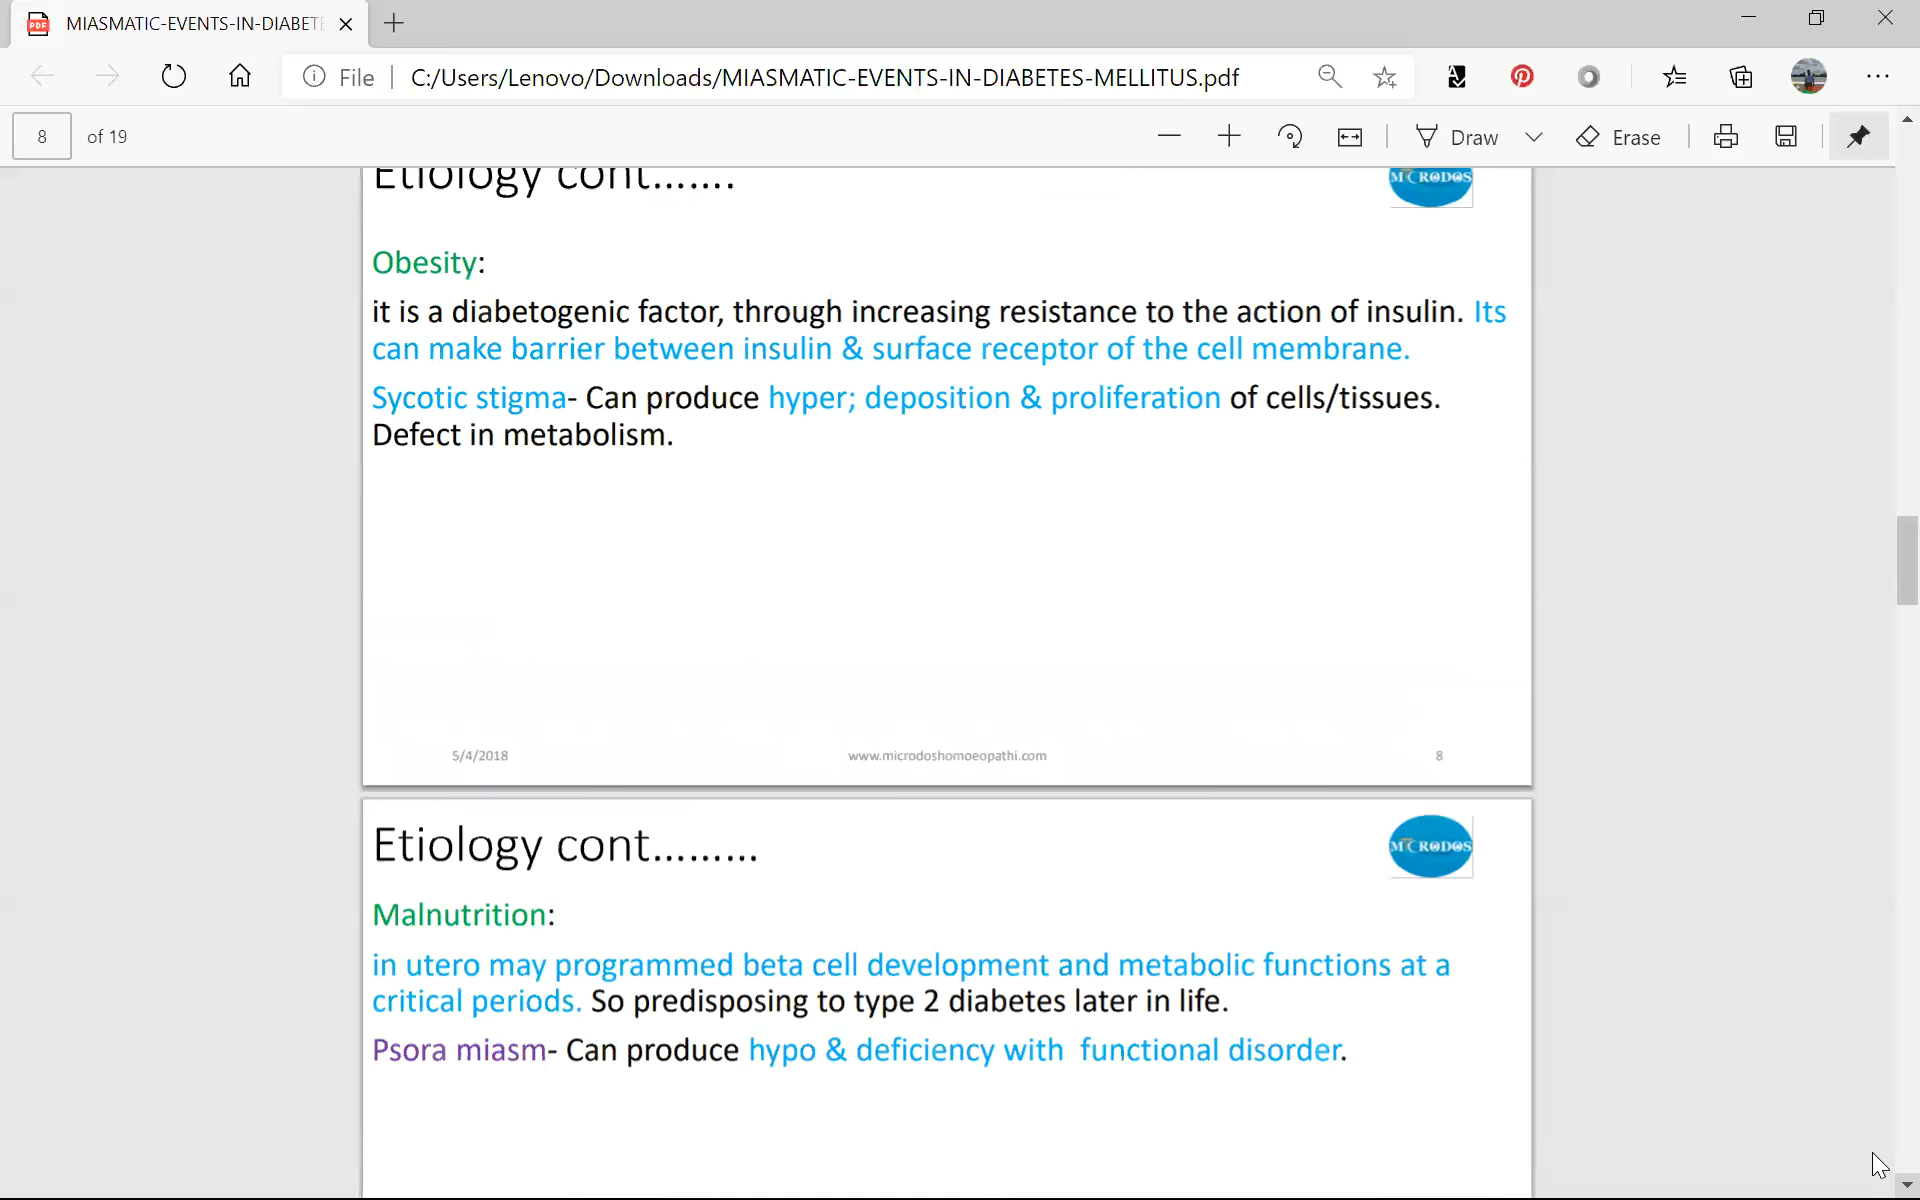 MIASMATIC-EVENTS-IN-DIABETE
File
C:/Users/Lenovo/Downloads/MIASMATIC-EVENTS-IN-DIABETES-MELLITUS.pdf
8 of 19
Draw
Erase
Etiology cont.......
MICRODOS
Obesity:
it is a diabetogenic factor, through increasing resistance to the action of insulin. Its
can make barrier between insulin & surface receptor of the cell membrane.
Sycotic stigma- Can produce hyper; deposition & proliferation of cells/tissues.
Defect in metabolism.
5/4/2018
www.microdoshomoeopathi.com
8
Etiology cont.........
MICRODOS
Malnutrition:
in utero may programmed beta cell development and metabolic functions at a
critical periods. So predisposing to type 2 diabetes later in life.
Psora miasm- Can produce hypo & deficiency with  functional disorder.